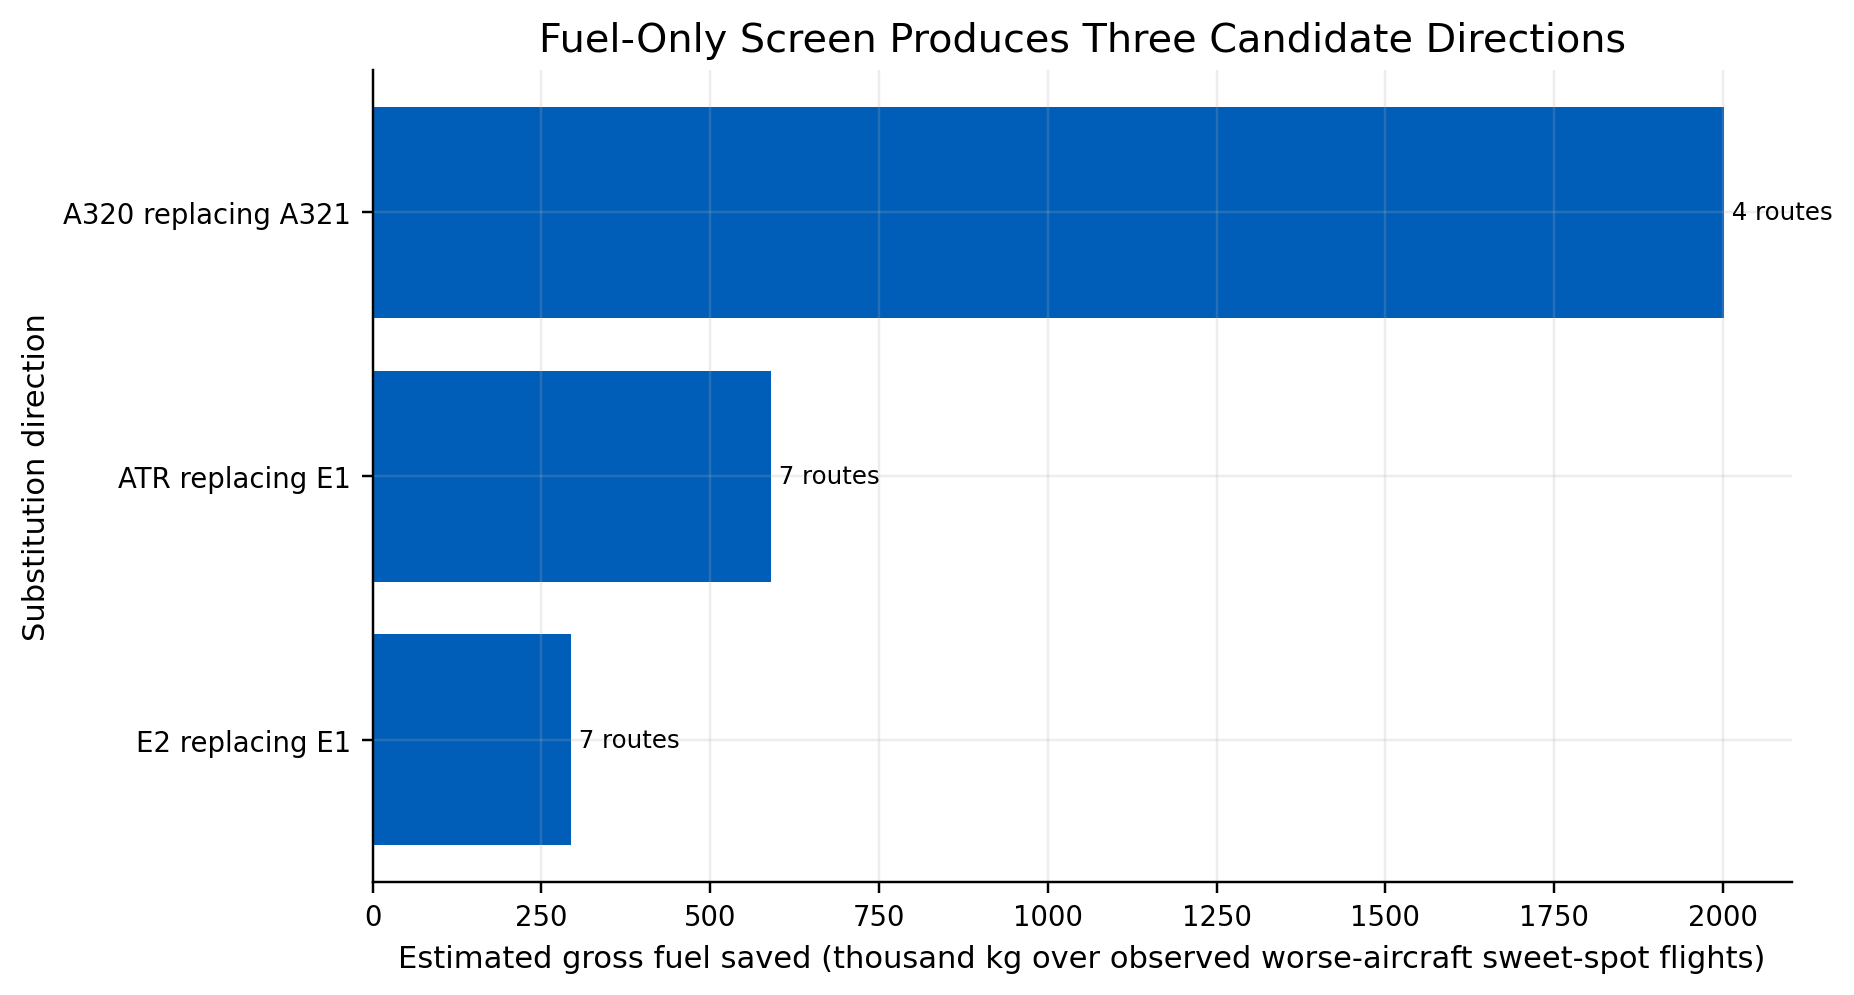 Fuel-Only Screen Produces Three Candidate Directions
Substitution direction
A320 replacing A321
4 routes
ATR replacing E1
7 routes
E2 replacing E1
7 routes
0 250 500 750 1000 1250 1500 1750 2000
Estimated gross fuel saved (thousand kg over observed worse-aircraft sweet-spot flights)